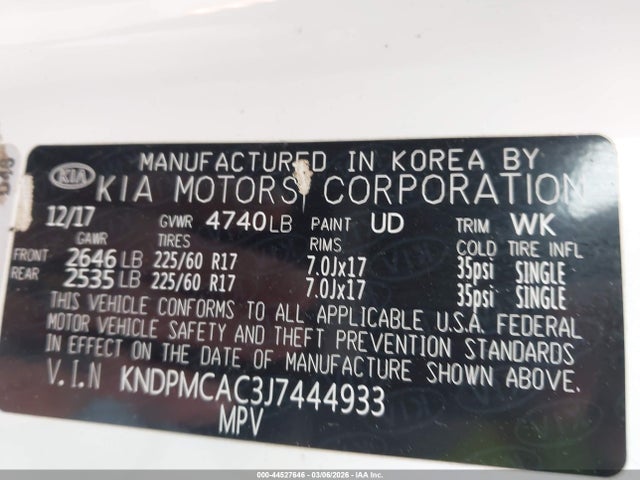 MANUFACTURED IN KOREA BY
KIA KIA MOTORS CORPORATION
12/17 GVWR 4740LB PAINT UD TRIM WK
GAWR TIRES RIMS COLD TIRE INFL
FRONT 2646 LB 225/60 R17 7.0Jx17 35psi SINGLE
REAR 2535 LB 225/60 R17 7.0Jx17 35psi SINGLE
THIS VEHICLE CONFORMS TO ALL APPLICABLE U.S.A. FEDERAL
MOTOR VEHICLE SAFETY AND THEFT PREVENTION STANDARDS
IN EFFECT ON THE DATE OF MANUFACTURE SHOWN ABOVE.
V.I.N KNDPMCAC3J7444933
MPV
000-44527646 - 03/06/2026 - IAA Inc.